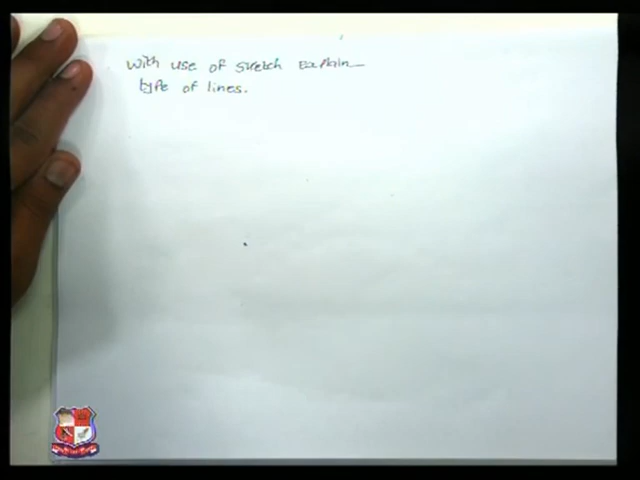 With use of sketch Explain
type of lines.